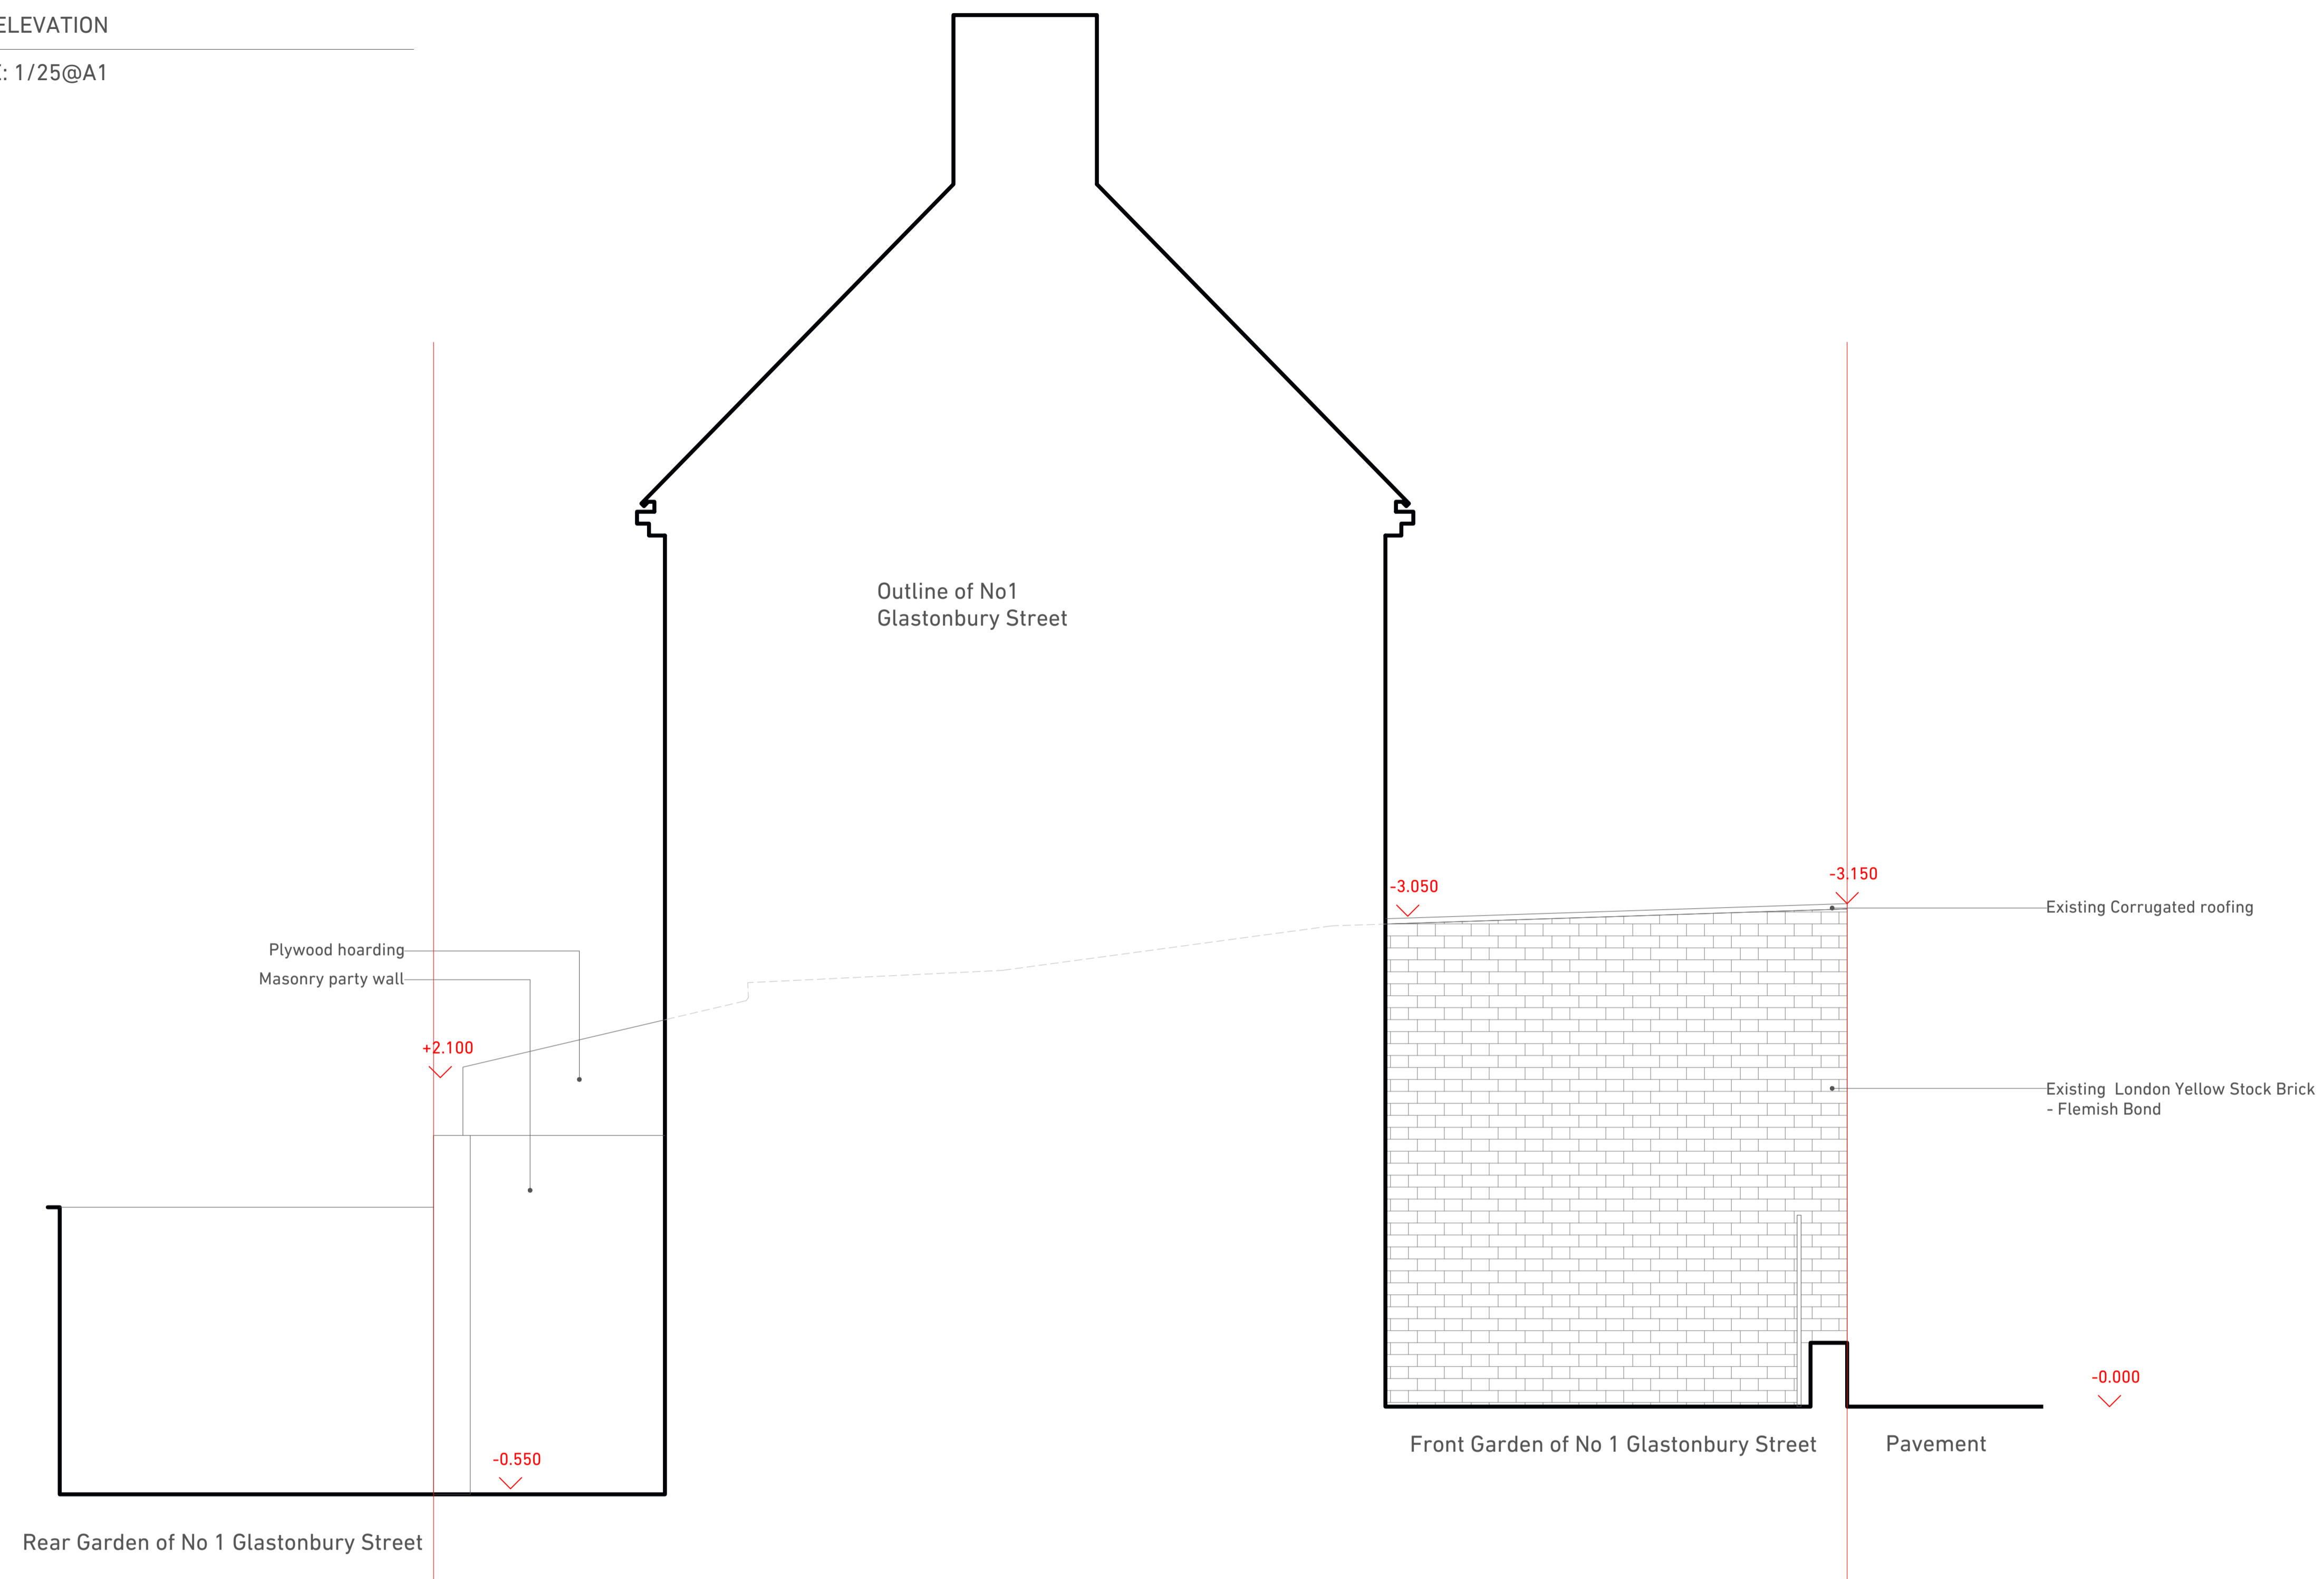 ELEVATION
: 1/25@A1
Outline of No1
Glastonbury Street
-3.150
-3.050
Existing Corrugated roofing
Plywood hoarding
Masonry party wall
+2.100
Existing  London Yellow Stock Brick
- Flemish Bond
-0.000
Front Garden of No 1 Glastonbury Street
Pavement
-0.550
Rear Garden of No 1 Glastonbury Street